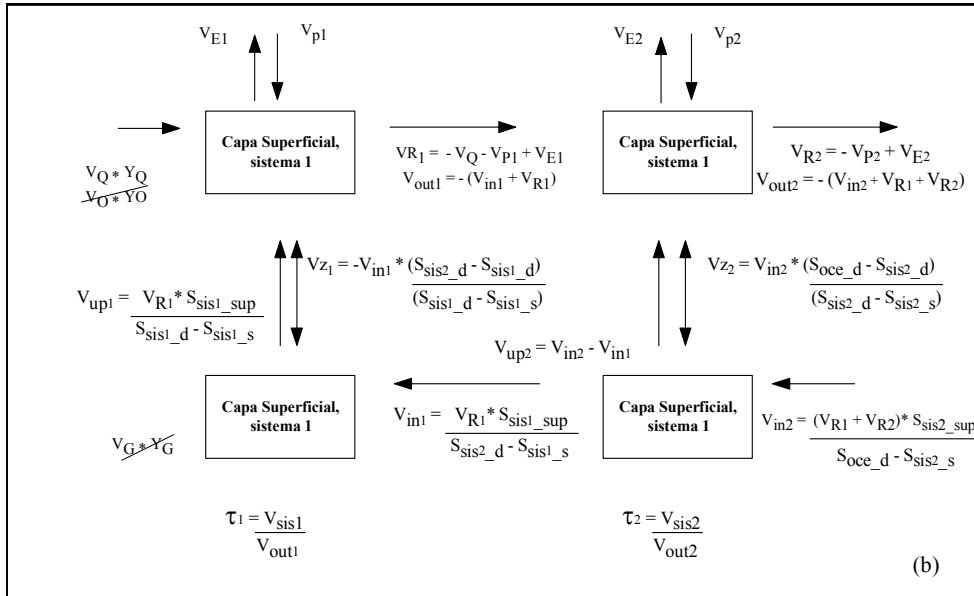 V_E1 V_p1 V_E2 V_p2
Capa Superficial,
sistema 1
Capa Superficial,
sistema 1
V_Q * Y_Q
V_O * YO
VR_1 = - V_Q - V_P1 + V_E1
V_out1 = - (V_in1 + V_R1)
V_R2 = - V_P2 + V_E2
V_out2 = - (V_in2 + V_R1 + V_R2)
V_up1 = V_R1 * S_sis1_sup
S_sis1_d - S_sis1_s
Vz_1 = -V_in1 * (S_sis2_d - S_sis1_d)
(S_sis1_d - S_sis1_s)
Vz_2 = V_in2 * (S_oce_d - S_sis2_d)
(S_sis2_d - S_sis2_s)
V_up2 = V_in2 - V_in1
V_G * Y_G
Capa Superficial,
sistema 1
V_in1 = V_R1 * S_sis1_sup
S_sis2_d - S_sis1_s
Capa Superficial,
sistema 1
V_in2 = (V_R1 + V_R2) * S_sis2_sup
S_oce_d - S_sis2_s
τ_1 = V_sis1
V_out1
τ_2 = V_sis2
V_out2
(b)